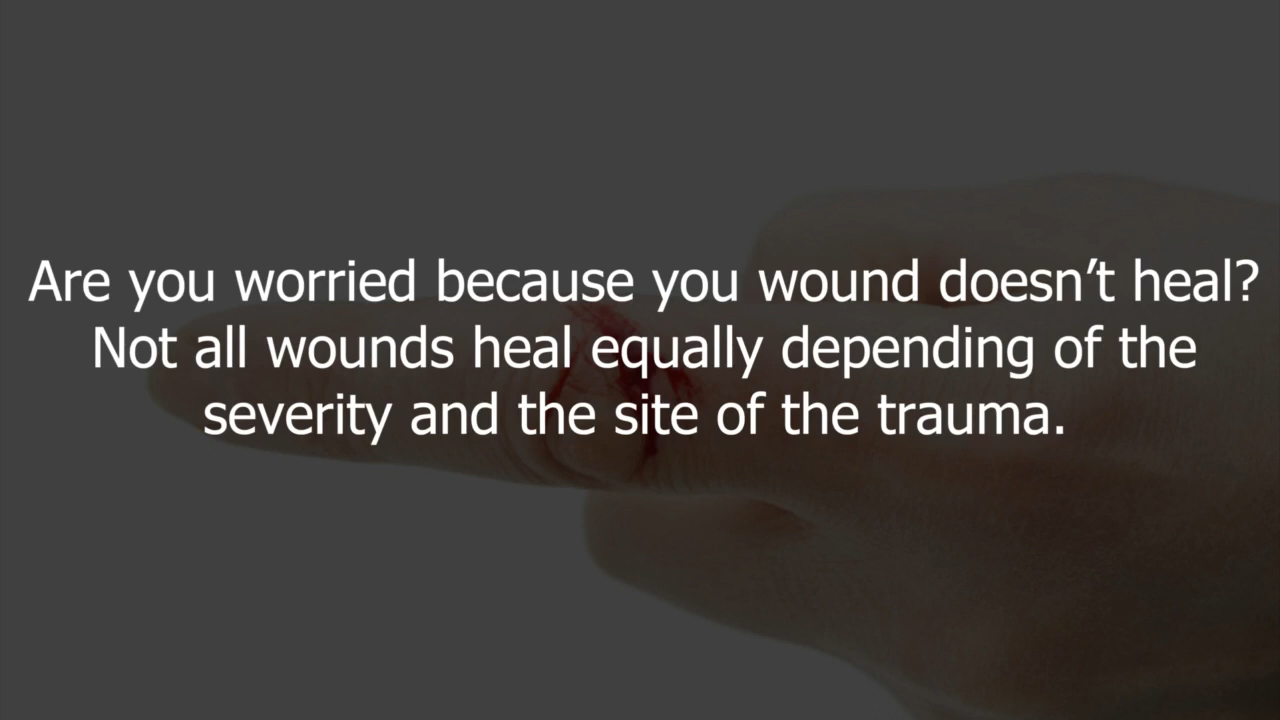 Are you worried because you wound doesn’t heal?
Not all wounds heal equally depending of the
severity and the site of the trauma.